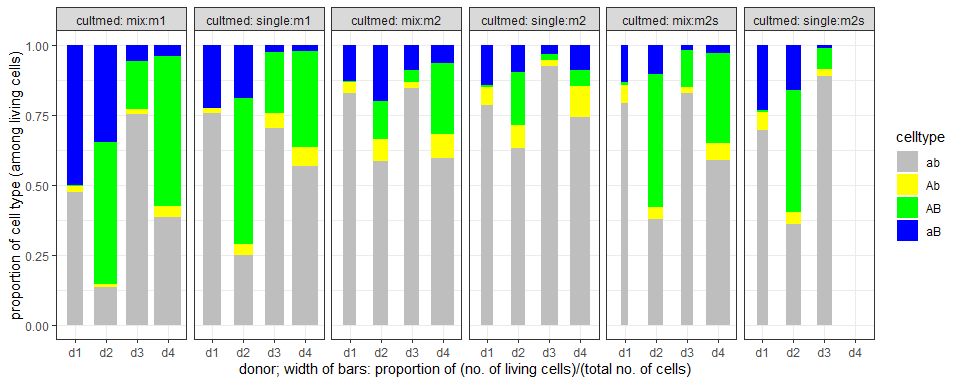 cultmed: mix:m1 cultmed: single:m1 cultmed: mix:m2 cultmed: single:m2 cultmed: mix:m2s cultmed: single:m2s
proportion of cell type (among living cells)
1.00
0.75
0.50
0.25
0.00
d1 d2 d3 d4 d1 d2 d3 d4 d1 d2 d3 d4 d1 d2 d3 d4 d1 d2 d3 d4 d1 d2 d3 d4
donor; width of bars: proportion of (no. of living cells)/(total no. of cells)
celltype
ab
Ab
AB
aB